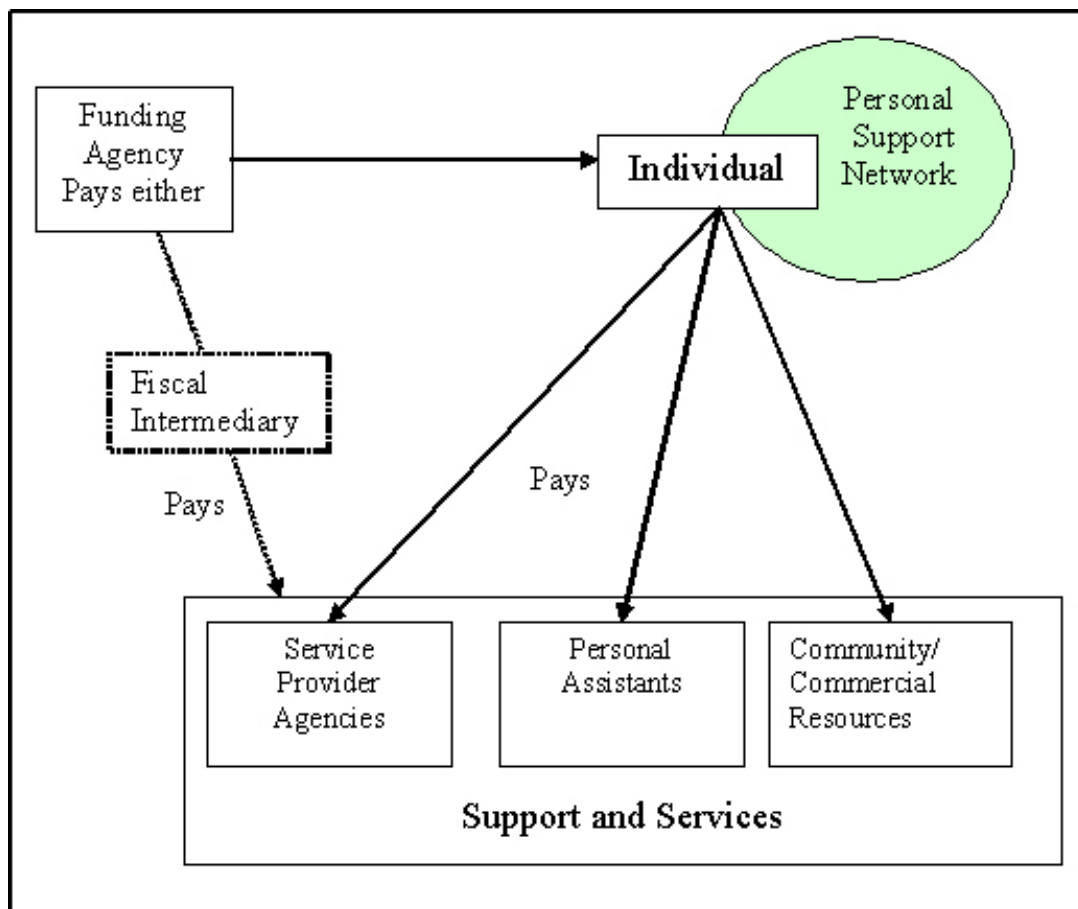 Funding
Agency
Pays either
Individual
Personal
Support
Network
Fiscal
Intermediary
Pays
Pays
Service
Provider
Agencies
Personal
Assistants
Community/
Commercial
Resources
Support and Services